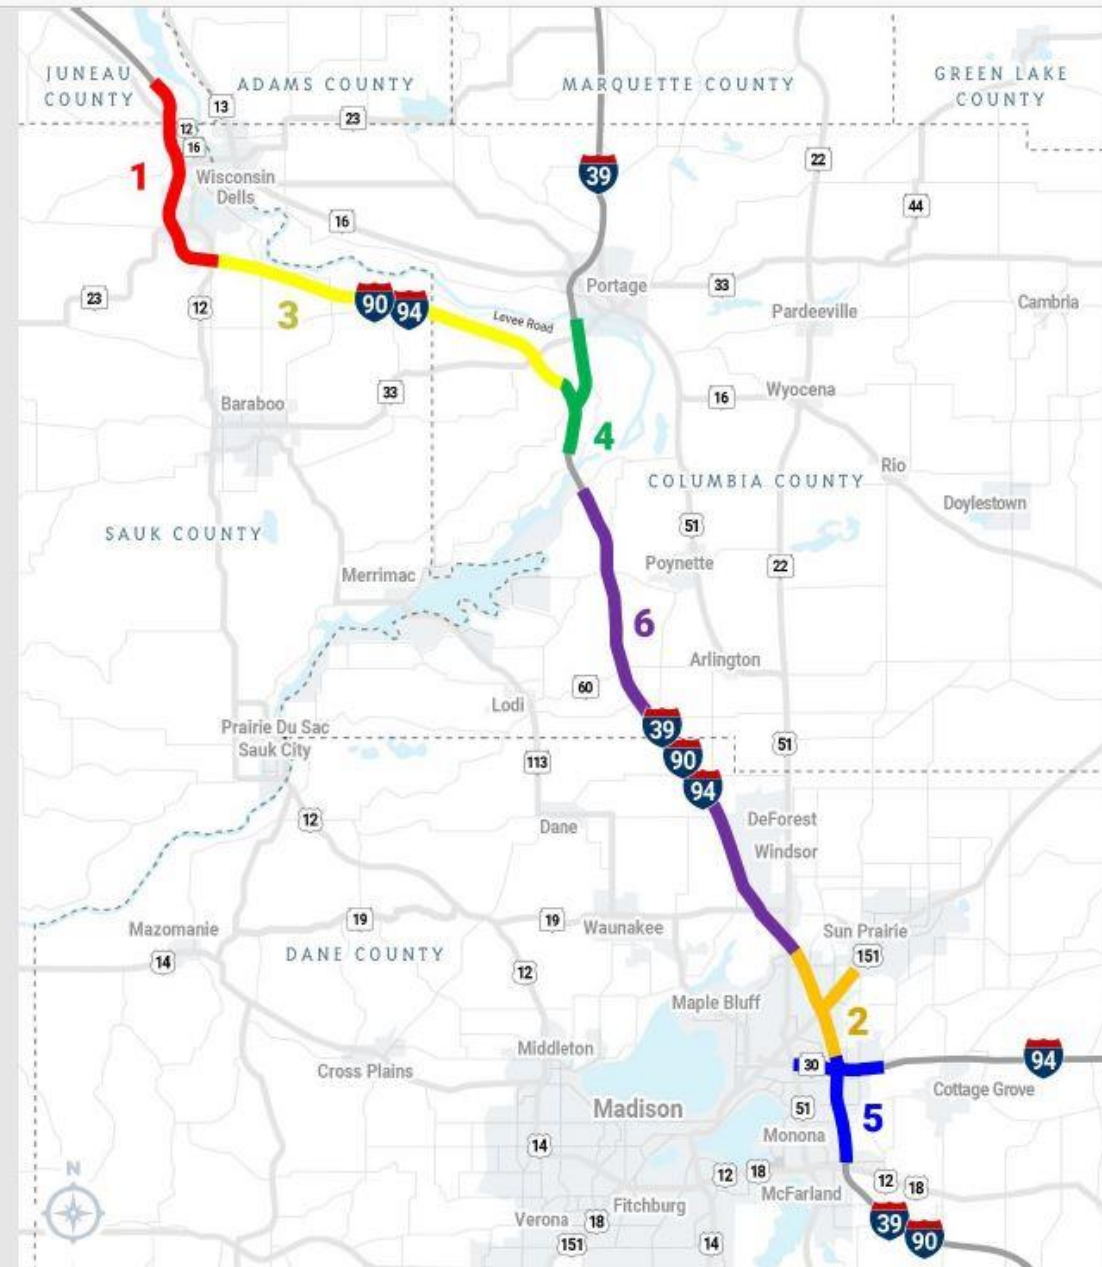 JUNEAU
COUNTY
ADAMS COUNTY
MARQUETTE COUNTY
GREEN LAKE
COUNTY
13
23
12
16
22
39
1
Wisconsin
Dells
44
16
Portage
33
23
12
3
90
94
Levee Road
Pardeeville
Cambria
33
16
Wyocena
Baraboo
4
Rio
COLUMBIA COUNTY
Doylestown
SAUK COUNTY
51
Poynette
22
Merrimac
6
Arlington
60
Lodi
39
90
94
Prairie Du Sac
Sauk City
51
113
12
Dane
DeForest
Windsor
19
19
Waunakee
Mazomanie
Sun Prairie
DANE COUNTY
151
14
12
Maple Bluff
2
Middleton
30
94
Cross Plains
Cottage Grove
Madison
51
5
Monona
14
12
18
McFarland
12
18
N
Fitchburg
Verona
18
39
90
151
14